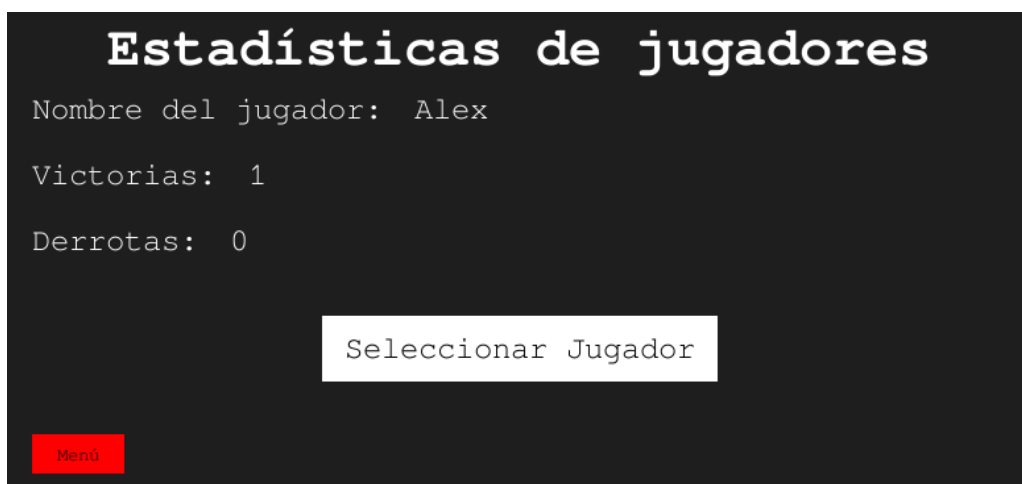 Estadísticas de jugadores
Nombre del jugador: Alex
Victorias: 1
Derrotas: 0
Seleccionar Jugador
Menú